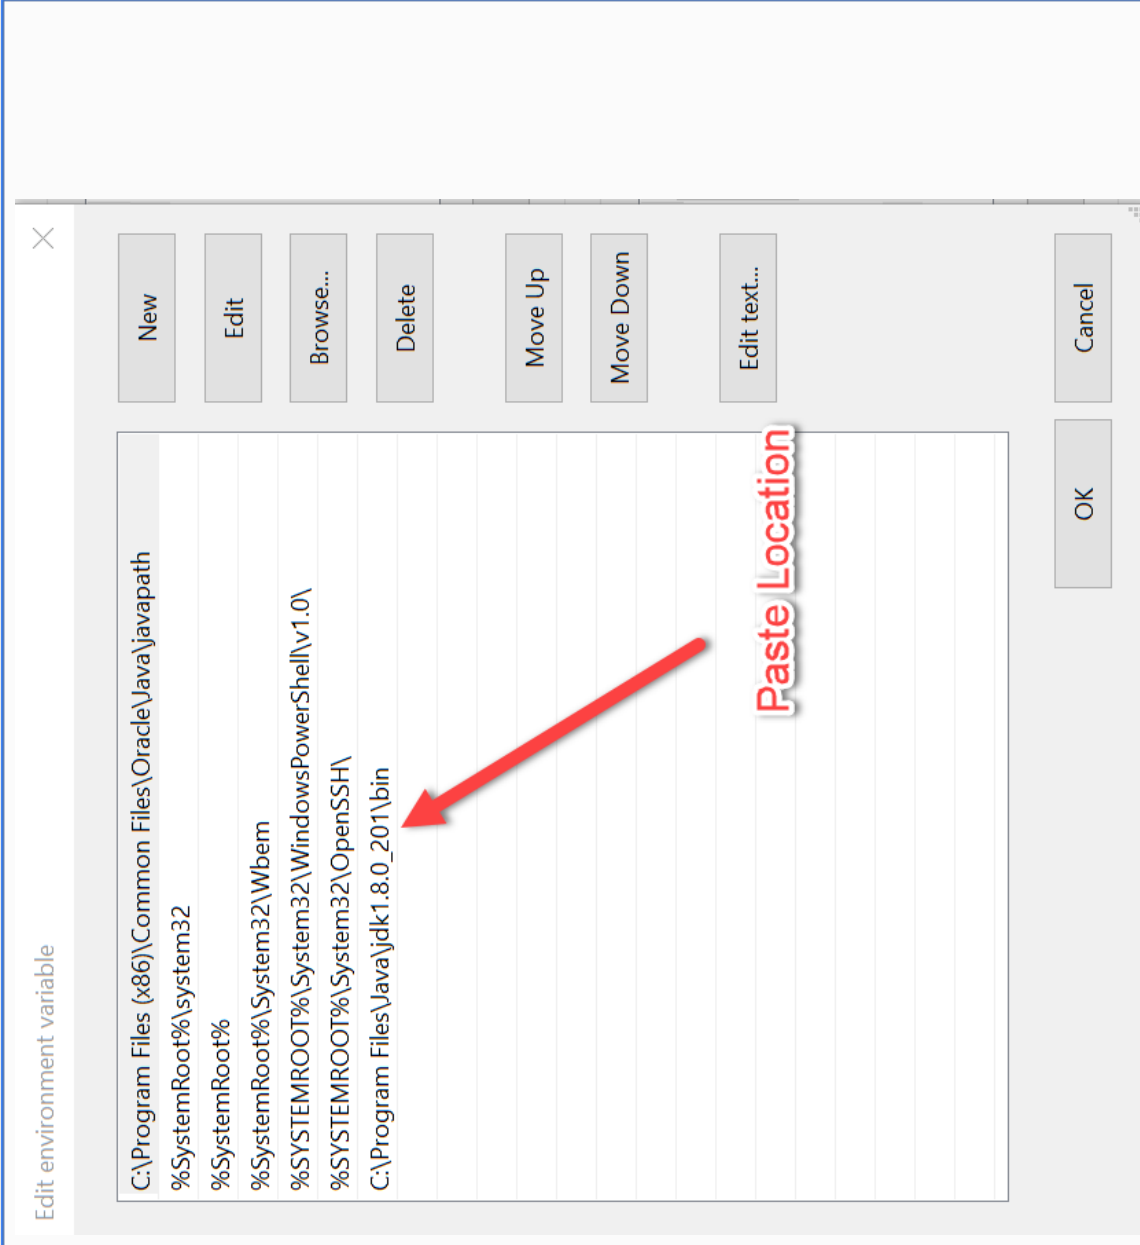 Edit environment variable
C:\Program Files (x86)\Common Files\Oracle\Java\javapath
%SystemRoot%\system32
%SystemRoot%
%SystemRoot%\System32\Wbem
%SYSTEMROOT%\System32\WindowsPowerShell\v1.0\
%SYSTEMROOT%\System32\OpenSSH\
C:\Program Files\Java\jdk1.8.0_201\bin
New
Edit
Browse...
Delete
Move Up
Move Down
Edit text...
Paste Location
OK
Cancel